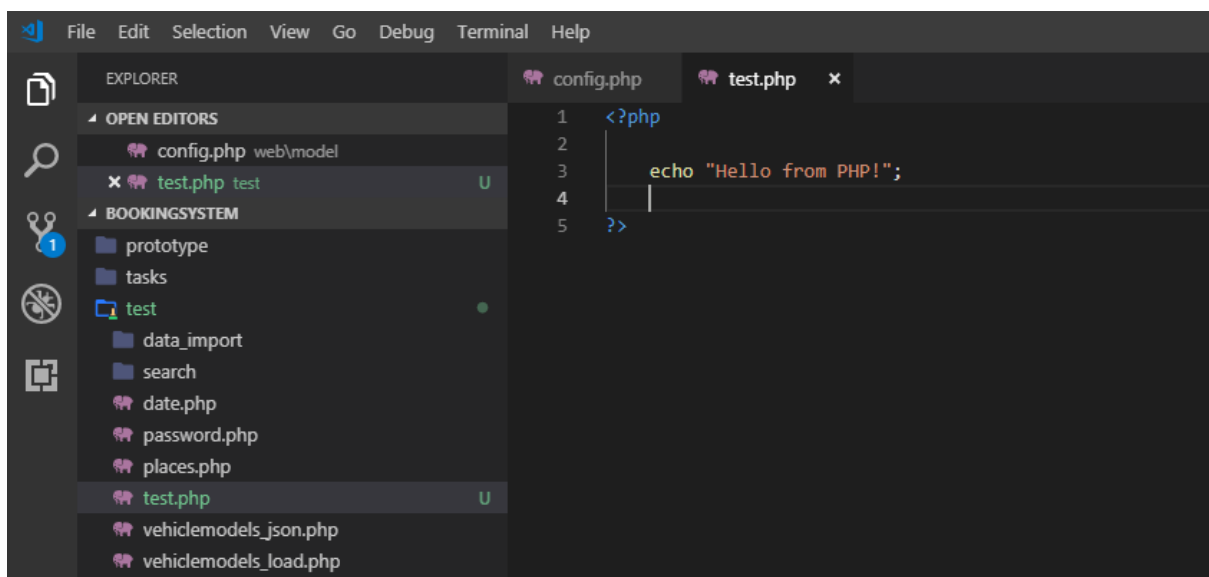 File Edit Selection View Go Debug Terminal Help
EXPLORER
OPEN EDITORS
config.php web\model
test.php test U
BOOKINGSYSTEM
prototype
tasks
test
data_import
search
date.php
password.php
places.php
test.php U
vehiclemodels_json.php
vehiclemodels_load.php
1
config.php test.php
1 <?php
2
3 echo "Hello from PHP!";
4
5 ?>